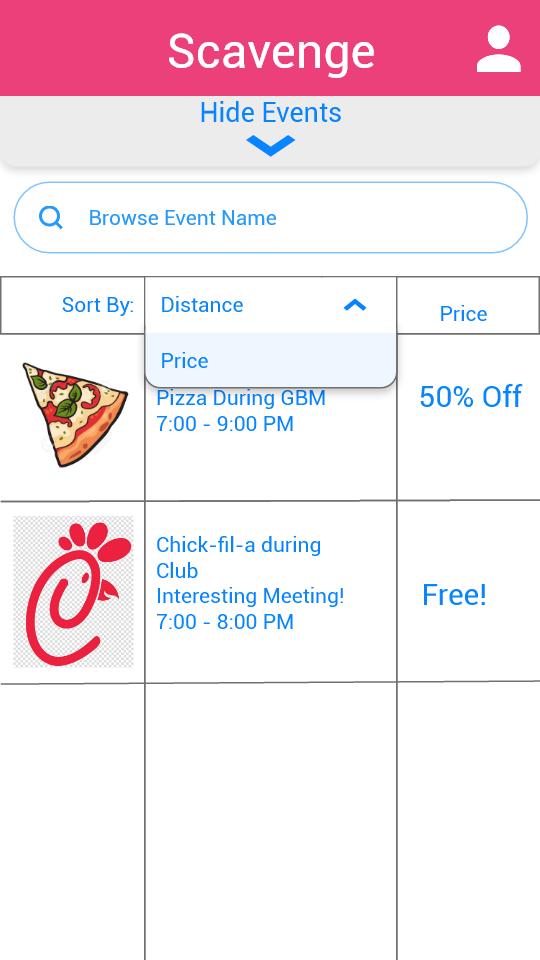 Scavenge
Hide Events
Browse Event Name
Sort By:
Distance
Price
Price
Pizza During GBM
7:00 - 9:00 PM
50% Off
Chick-fil-a during
Club
Interesting Meeting!
7:00 - 8:00 PM
Free!